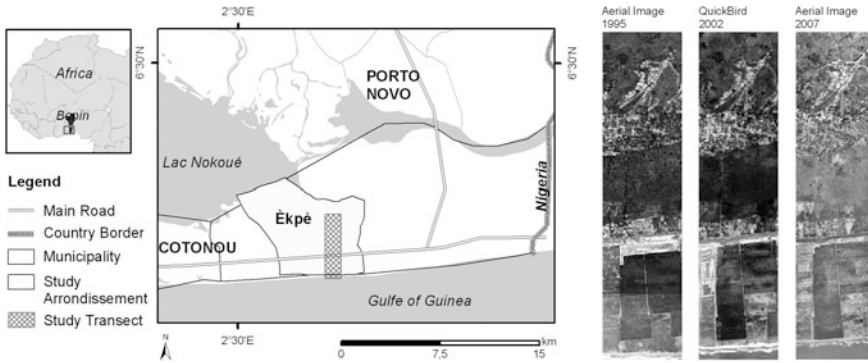 Africa
Benin
Legend
Main Road
Country Border
Municipality
Study
Arrondissement
Study Transect
2°30'E
6°30'N
PORTO
NOVO
Lac Nokoué
Èkpè
COTONOU
Nigeria
Gulfe of Guinea
2°30'E
N
km
0
7,5
15
Aerial Image
1995
QuickBird
2002
Aerial Image
2007